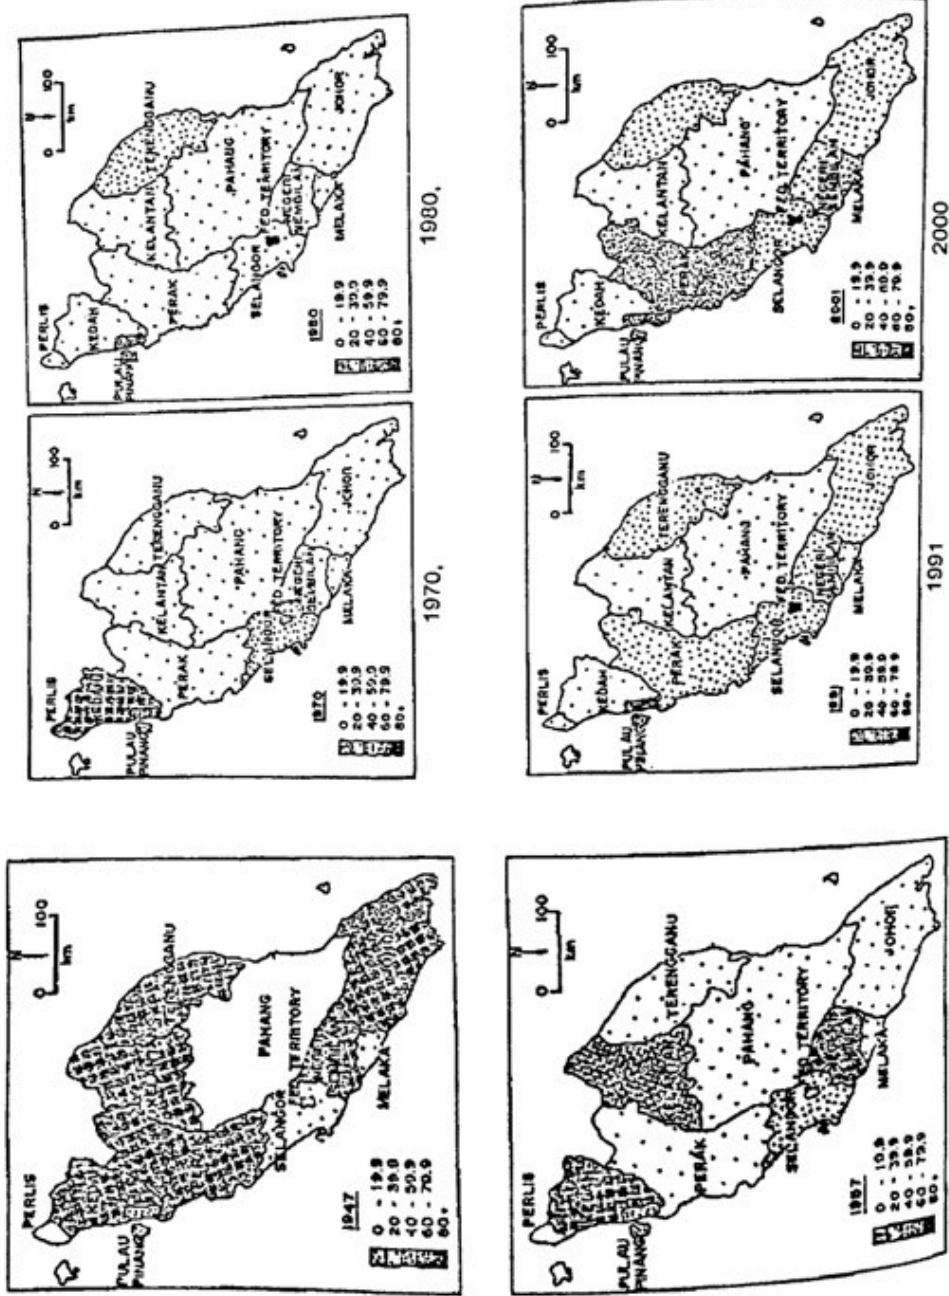 N
0 100
km
PERLIS
KEDAH
PULAU
PINANG
TERENGGANU
PAHANG
SELANGOR
FED TERRITORY
MELAKA
1947
0 - 19.9
20 - 39.9
40 - 59.9
60 - 79.9
80+
N
0 100
km
PERLIS
KEDAH
PULAU
PINANG
PERAK
KELANTAN
TERENGGANU
PAHANG
SELANGOR
FED. TERRITORY
NEGERI
SEMBILAN
MELAKA
JOHOR
1970
0 - 19.9
20 - 39.9
40 - 59.9
60 - 79.9
80+
1970.
N
0 100
km
PERLIS
KEDAH
PULAU
PINANG
PERAK
KELANTAN
TERENGGANU
PAHANG
SELANGOR
FED. TERRITORY
NEGERI
SEMBILAN
MELAKA
JOHOR
1980
0 - 19.9
20 - 39.9
40 - 59.9
60 - 79.9
80+
1980.
N
0 100
km
PERLIS
PULAU
PINANG
PERAK
TERENGGANU
PAHANG
SELANGOR
FED TERRITORY
MELAKA
JOHOR
1957
0 - 19.9
20 - 39.9
40 - 59.9
60 - 79.9
80+
N
0 100
km
PERLIS
KEDAH
PULAU
PINANG
PERAK
KELANTAN
TERENGGANU
PAHANG
SELANGOR
FED. TERRITORY
NEGERI
SEMBILAN
MELAKA
JOHOR
1991
0 - 19.9
20 - 39.9
40 - 59.9
60 - 79.9
80+
1991
N
0 100
km
PERLIS
KEDAH
PULAU
PINANG
PERAK
KELANTAN
PAHANG
SELANGOR
FED. TERRITORY
NEGERI
SEMBILAN
MELAKA
JOHOR
0 - 19.9
20 - 39.9
60 - 79.9
80+
2000